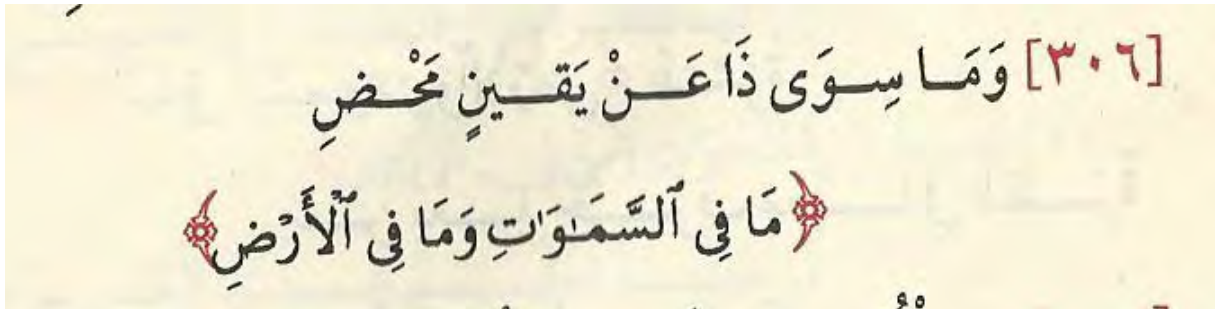 [٣٠٦] وَمَا سِوَى ذَا عَنْ يَقِينٍ مَحْضِ
﴿مَا فِي ٱلسَّمَٰوَٰتِ وَمَا فِي ٱلْأَرْضِ﴾